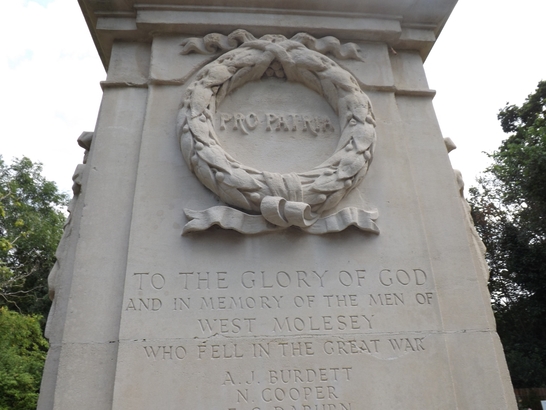 PRO·PATRIA
TO THE GLORY OF GOD
AND IN MEMORY OF THE MEN OF
WEST MOLESEY
WHO FELL IN THE GREAT WAR
A.J. BURDETT
N. COOPER